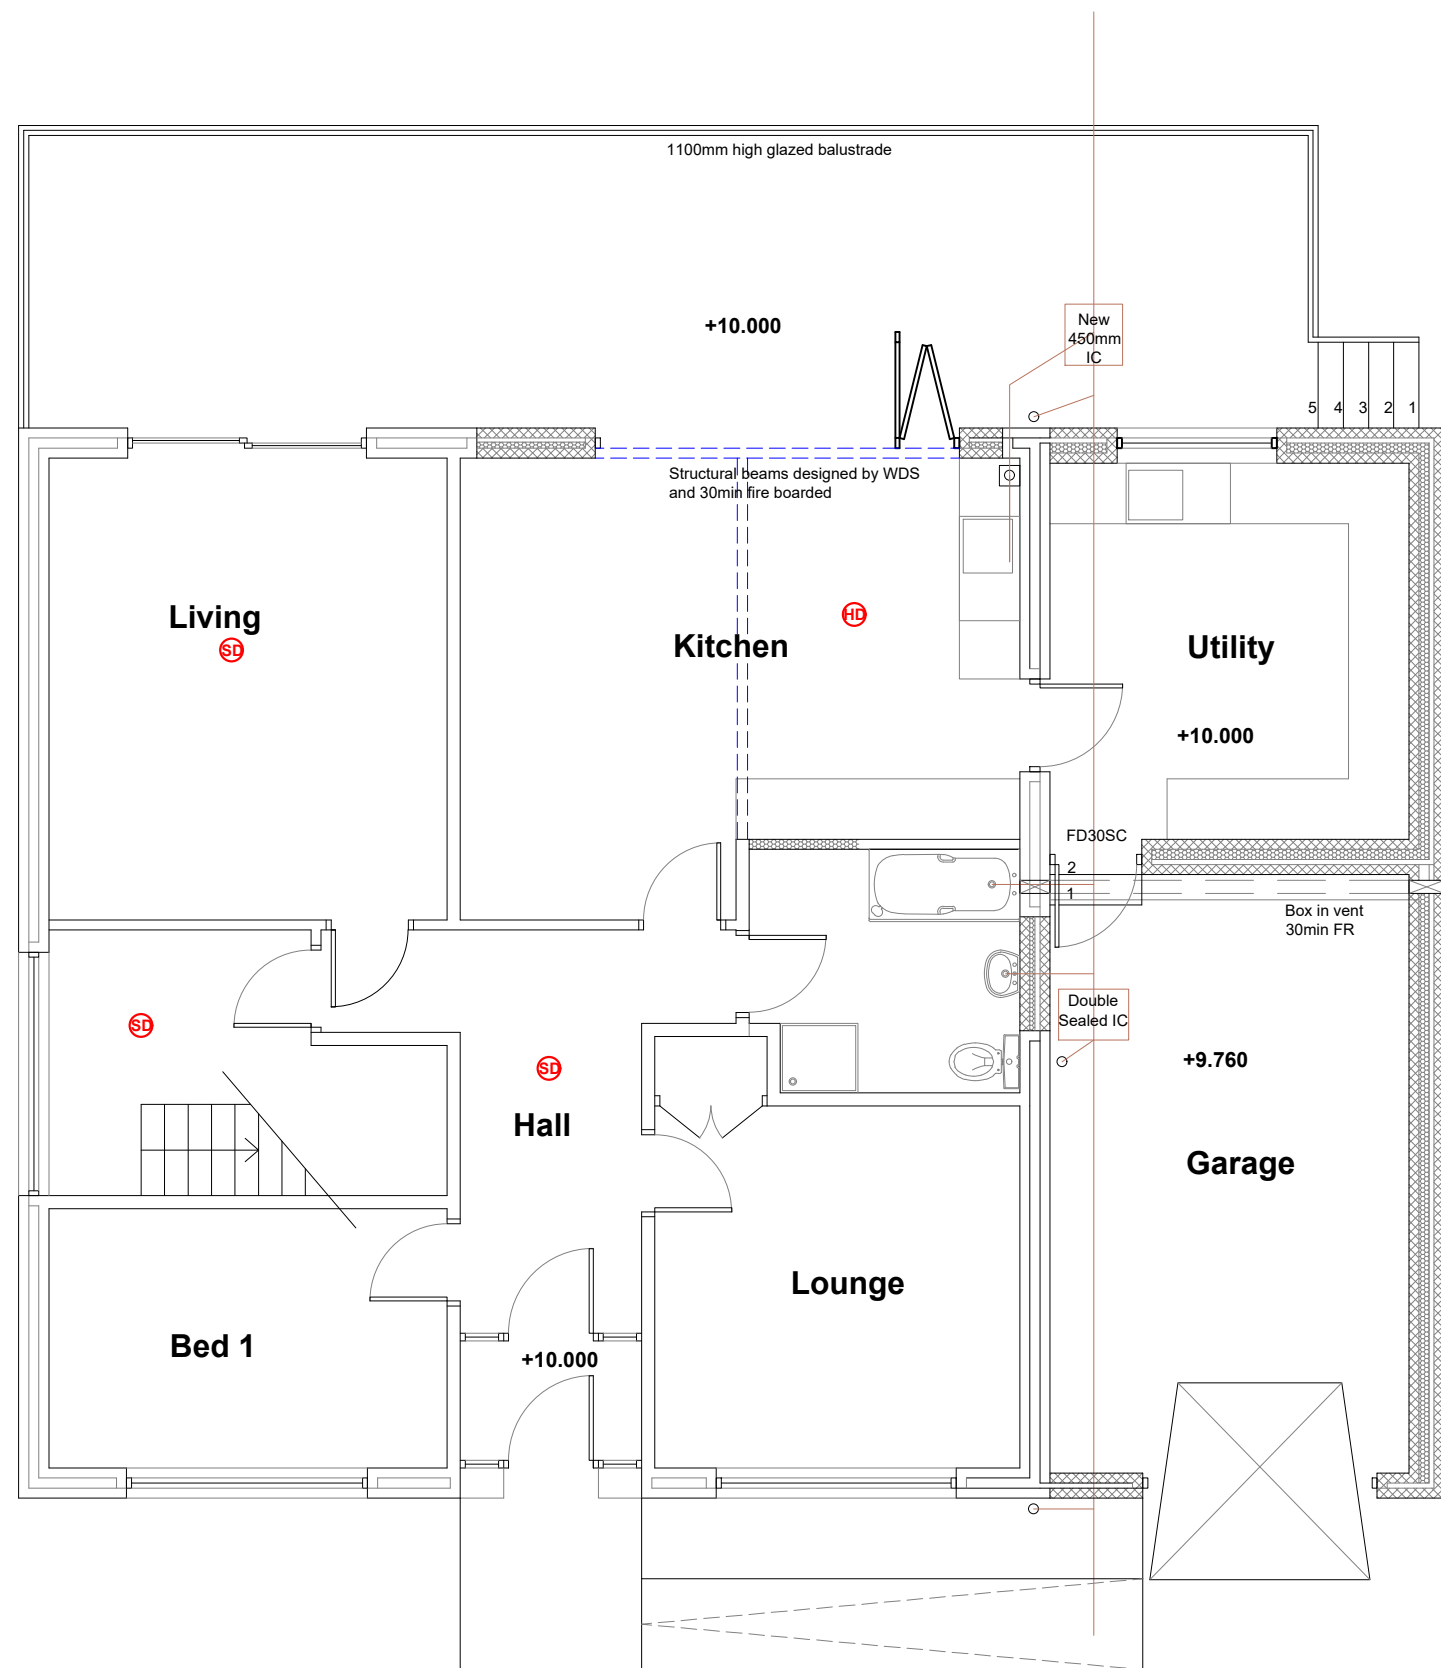 1100mm high glazed balustrade
+10.000
New
450mm
IC
5 4 3 2 1
Structural beams designed by WDS
and 30min fire boarded
Living
SD
HD
Kitchen
Utility
+10.000
FD30SC
2
1
Box in vent
30min FR
SD
Double
Sealed IC
SD
+9.760
Hall
Garage
Lounge
Bed 1
+10.000